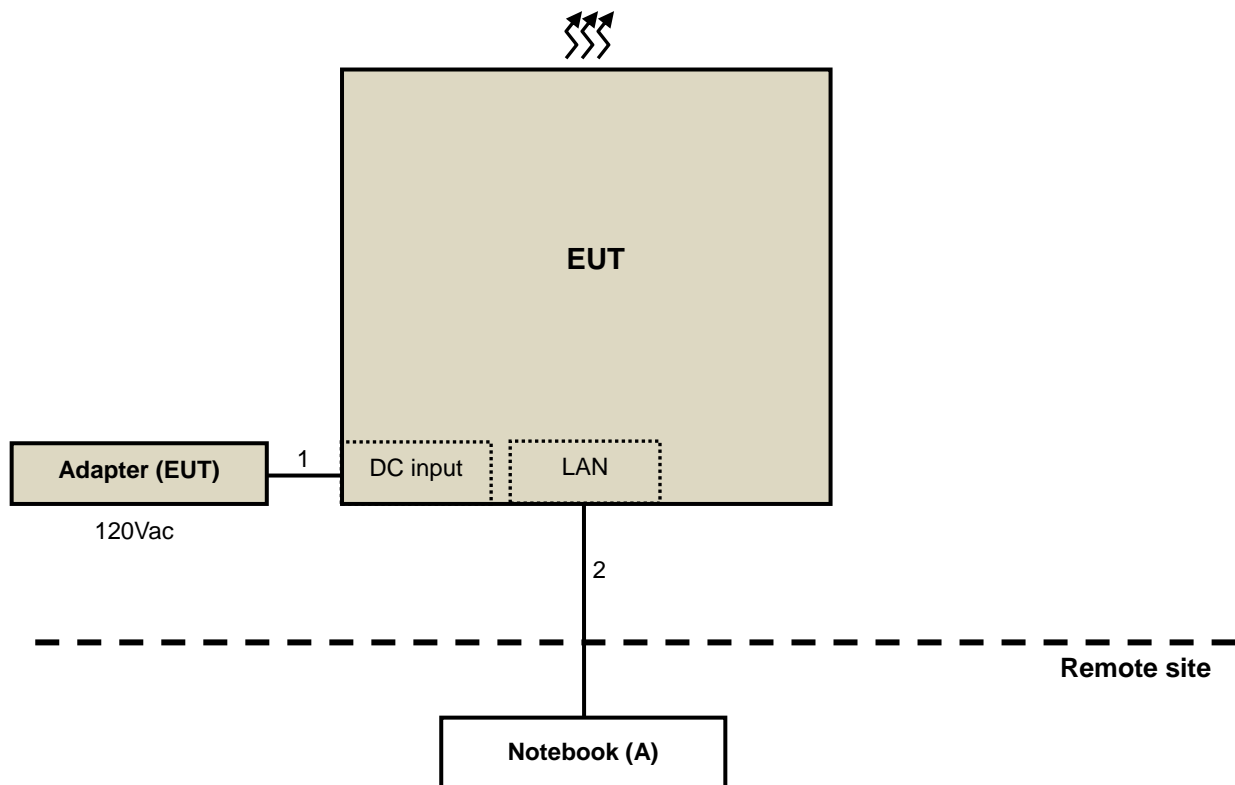 EUT
Adapter (EUT)
1
DC input
LAN
120Vac
2
Remote site
Notebook (A)